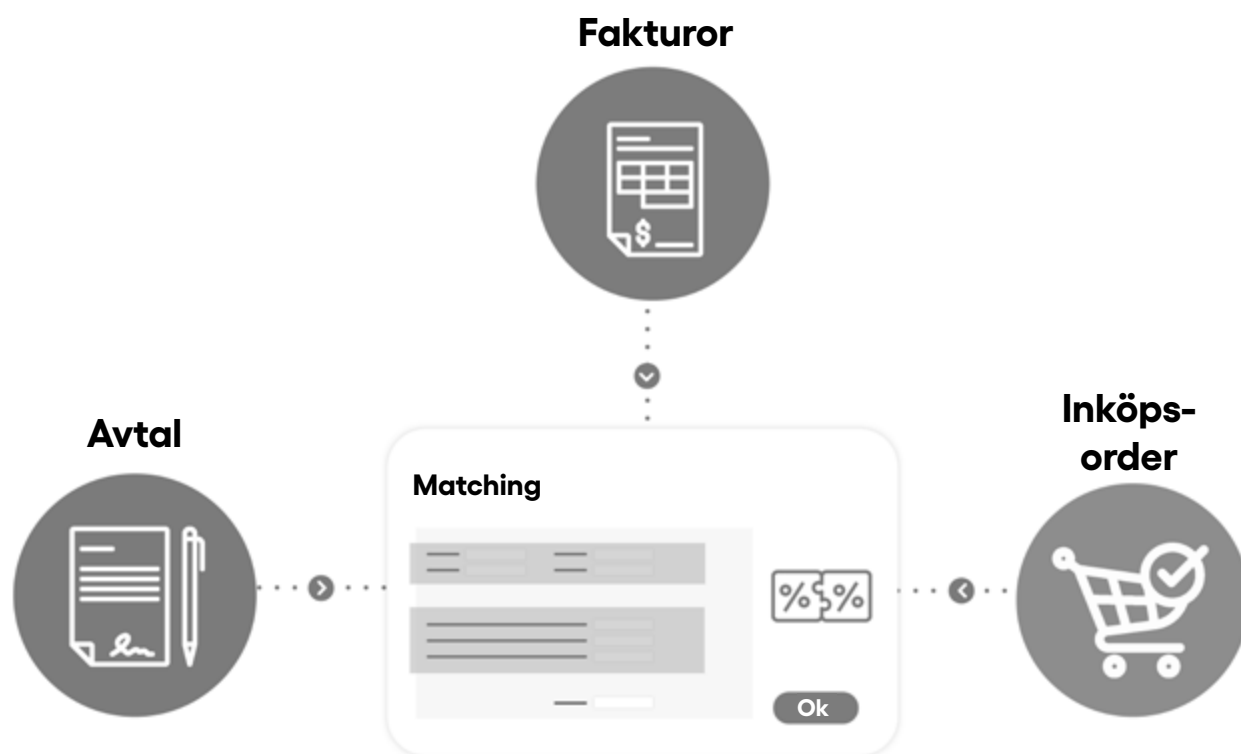 Fakturor
$
Avtal
Inköps-
order
Matching
% %
Ok